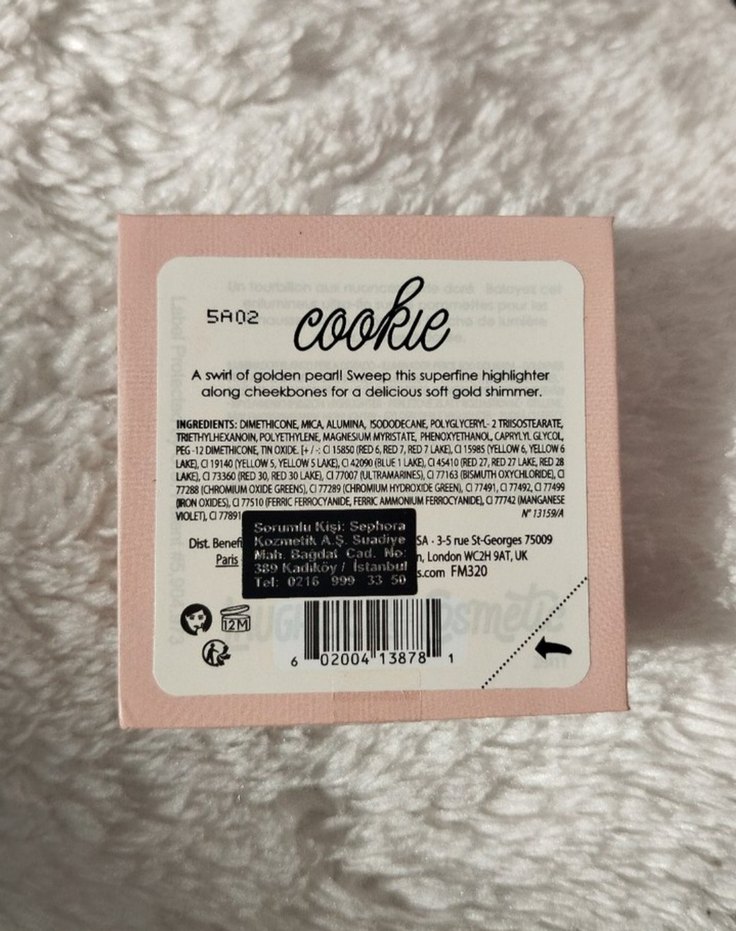 5A02 cookie
A swirl of golden pearl! Sweep this superfine highlighter
along cheekbones for a delicious soft gold shimmer.
INGREDIENTS: DIMETHICONE, MICA, ALUMINA, ISODODECANE, POLYGLYCERYL- 2 TRIISOSTEARATE,
TRIETHYLHEXANOIN, POLYETHYLENE, MAGNESIUM MYRISTATE, PHENOXYETHANOL, CAPRYLYL GLYCOL,
PEG -12 DIMETHICONE, TIN OXIDE. [+ / -: CI 15850 (RED 6, RED 7, RED 7 LAKE), CI 15985 (YELLOW 6, YELLOW 6
LAKE), CI 19140 (YELLOW 5, YELLOW 5 LAKE), CI 42090 (BLUE 1 LAKE), CI 45410 (RED 27, RED 27 LAKE, RED 28
LAKE), CI 73360 (RED 30, RED 30 LAKE), CI 77007 (ULTRAMARINES), CI 77163 (BISMUTH OXYCHLORIDE), CI
77288 (CHROMIUM OXIDE GREENS), CI 77289 (CHROMIUM HYDROXIDE GREEN), CI 77491, CI 77492, CI 77499
(IRON OXIDES), CI 77510 (FERRIC FERROCYANIDE, FERRIC AMMONIUM FERROCYANIDE), CI 77742 (MANGANESE
VIOLET), CI 77891 N° 13159/A
Dist. Benefi SA · 3-5 rue St-Georges 75009
Paris n, London WC2H 9AT, UK
s.com FM320
Sorumlu Kişi: Sephora
Kozmetik A.Ş. Suadiye
Mah. Bağdat Cad. No:
389 Kadıköy / İstanbul
Tel: 0216 999 33 50
12M
6 02004 13878 1